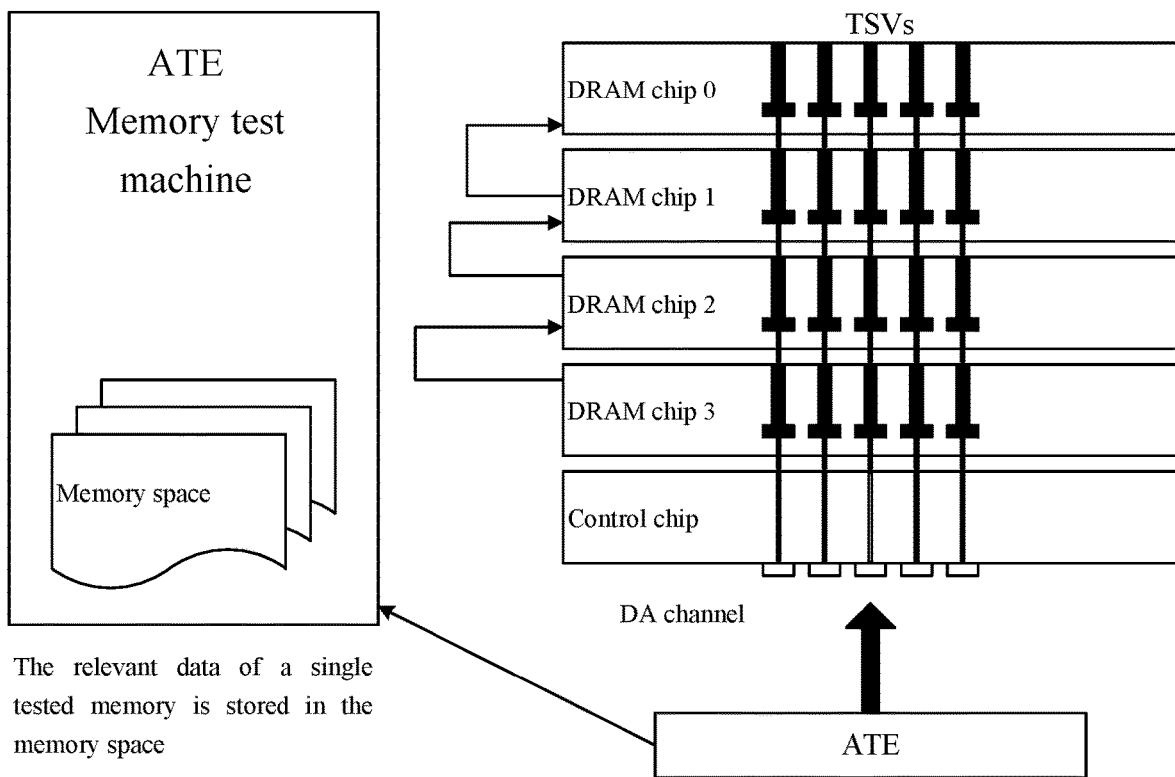 ATE
Memory test
machine
Memory space
The relevant data of a single
tested memory is stored in the
memory space
TSVs
DRAM chip 0
DRAM chip 1
DRAM chip 2
DRAM chip 3
Control chip
DA channel
ATE